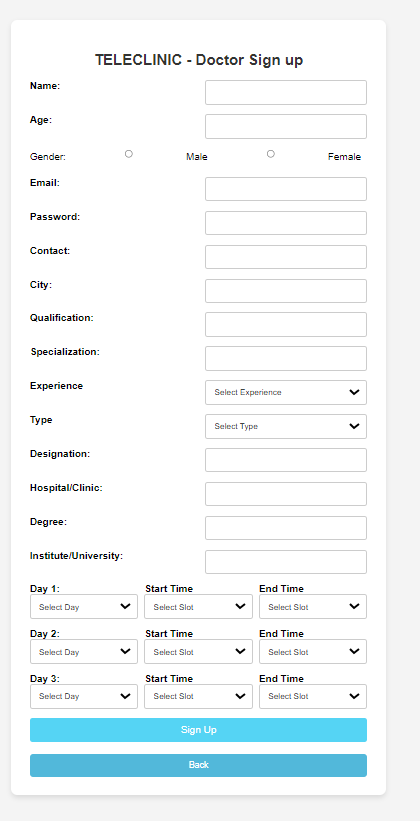 TELECLINIC - Doctor Sign up
Name:
Age:
Gender: Male Female
Email:
Password:
Contact:
City:
Qualification:
Specialization:
Experience Select Experience
Type Select Type
Designation:
Hospital/Clinic:
Degree:
Institute/University:
Day 1: Start Time End Time
Select Day Select Slot Select Slot
Day 2: Start Time End Time
Select Day Select Slot Select Slot
Day 3: Start Time End Time
Select Day Select Slot Select Slot
Sign Up
Back